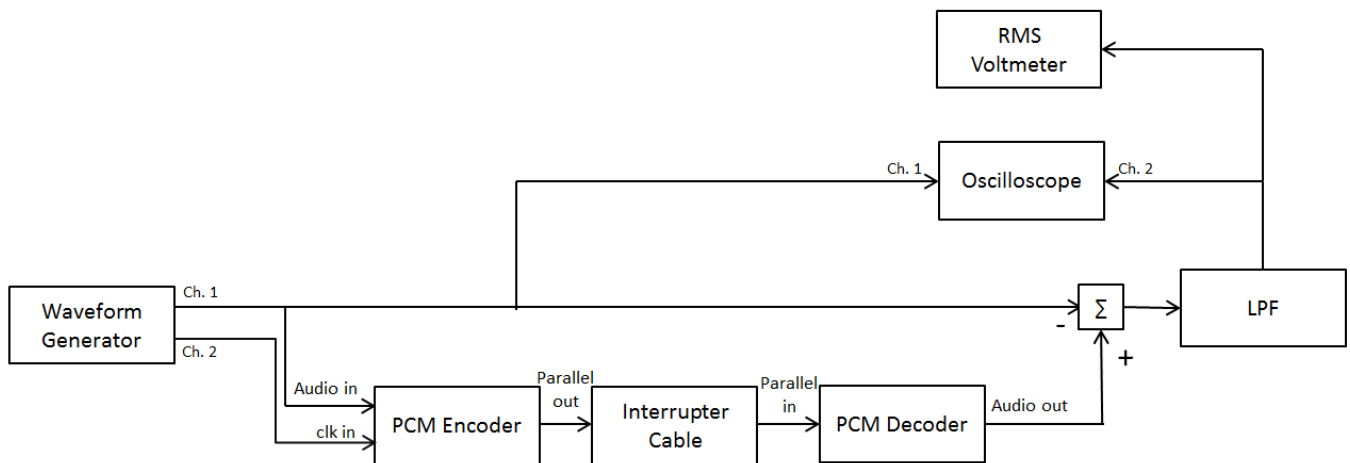 RMS
Voltmeter
Ch. 1
Oscilloscope
Ch. 2
Waveform
Generator
Ch. 1
Ch. 2
-
Σ
+
LPF
Audio in
clk in
PCM Encoder
Parallel
out
Interrupter
Cable
Parallel
in
PCM Decoder
Audio out